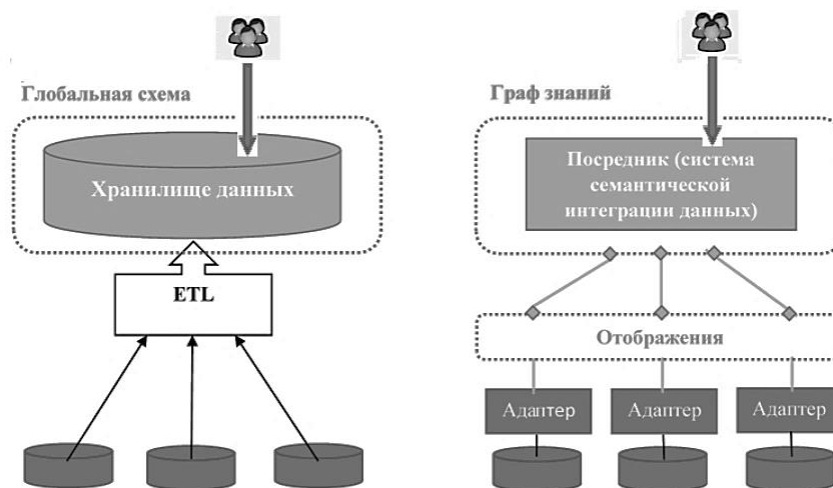 Глобальная схема
Хранилище данных
ETL
Граф знаний
Посредник (система
семантической
интеграции данных)
Отображения
Адаптер
Адаптер
Адаптер